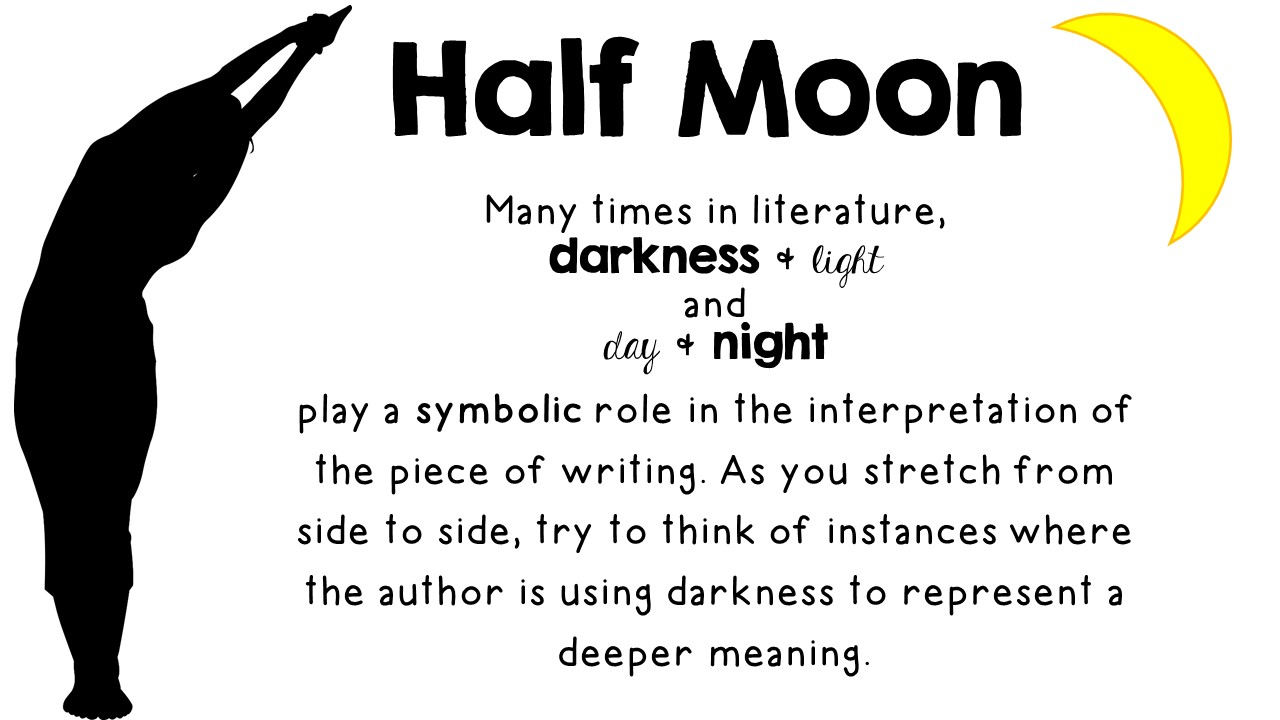 Half Moon
Many times in literature,
darkness & light
and
day & night
play a symbolic role in the interpretation of
the piece of writing. As you stretch from
side to side, try to think of instances where
the author is using darkness to represent a
deeper meaning.